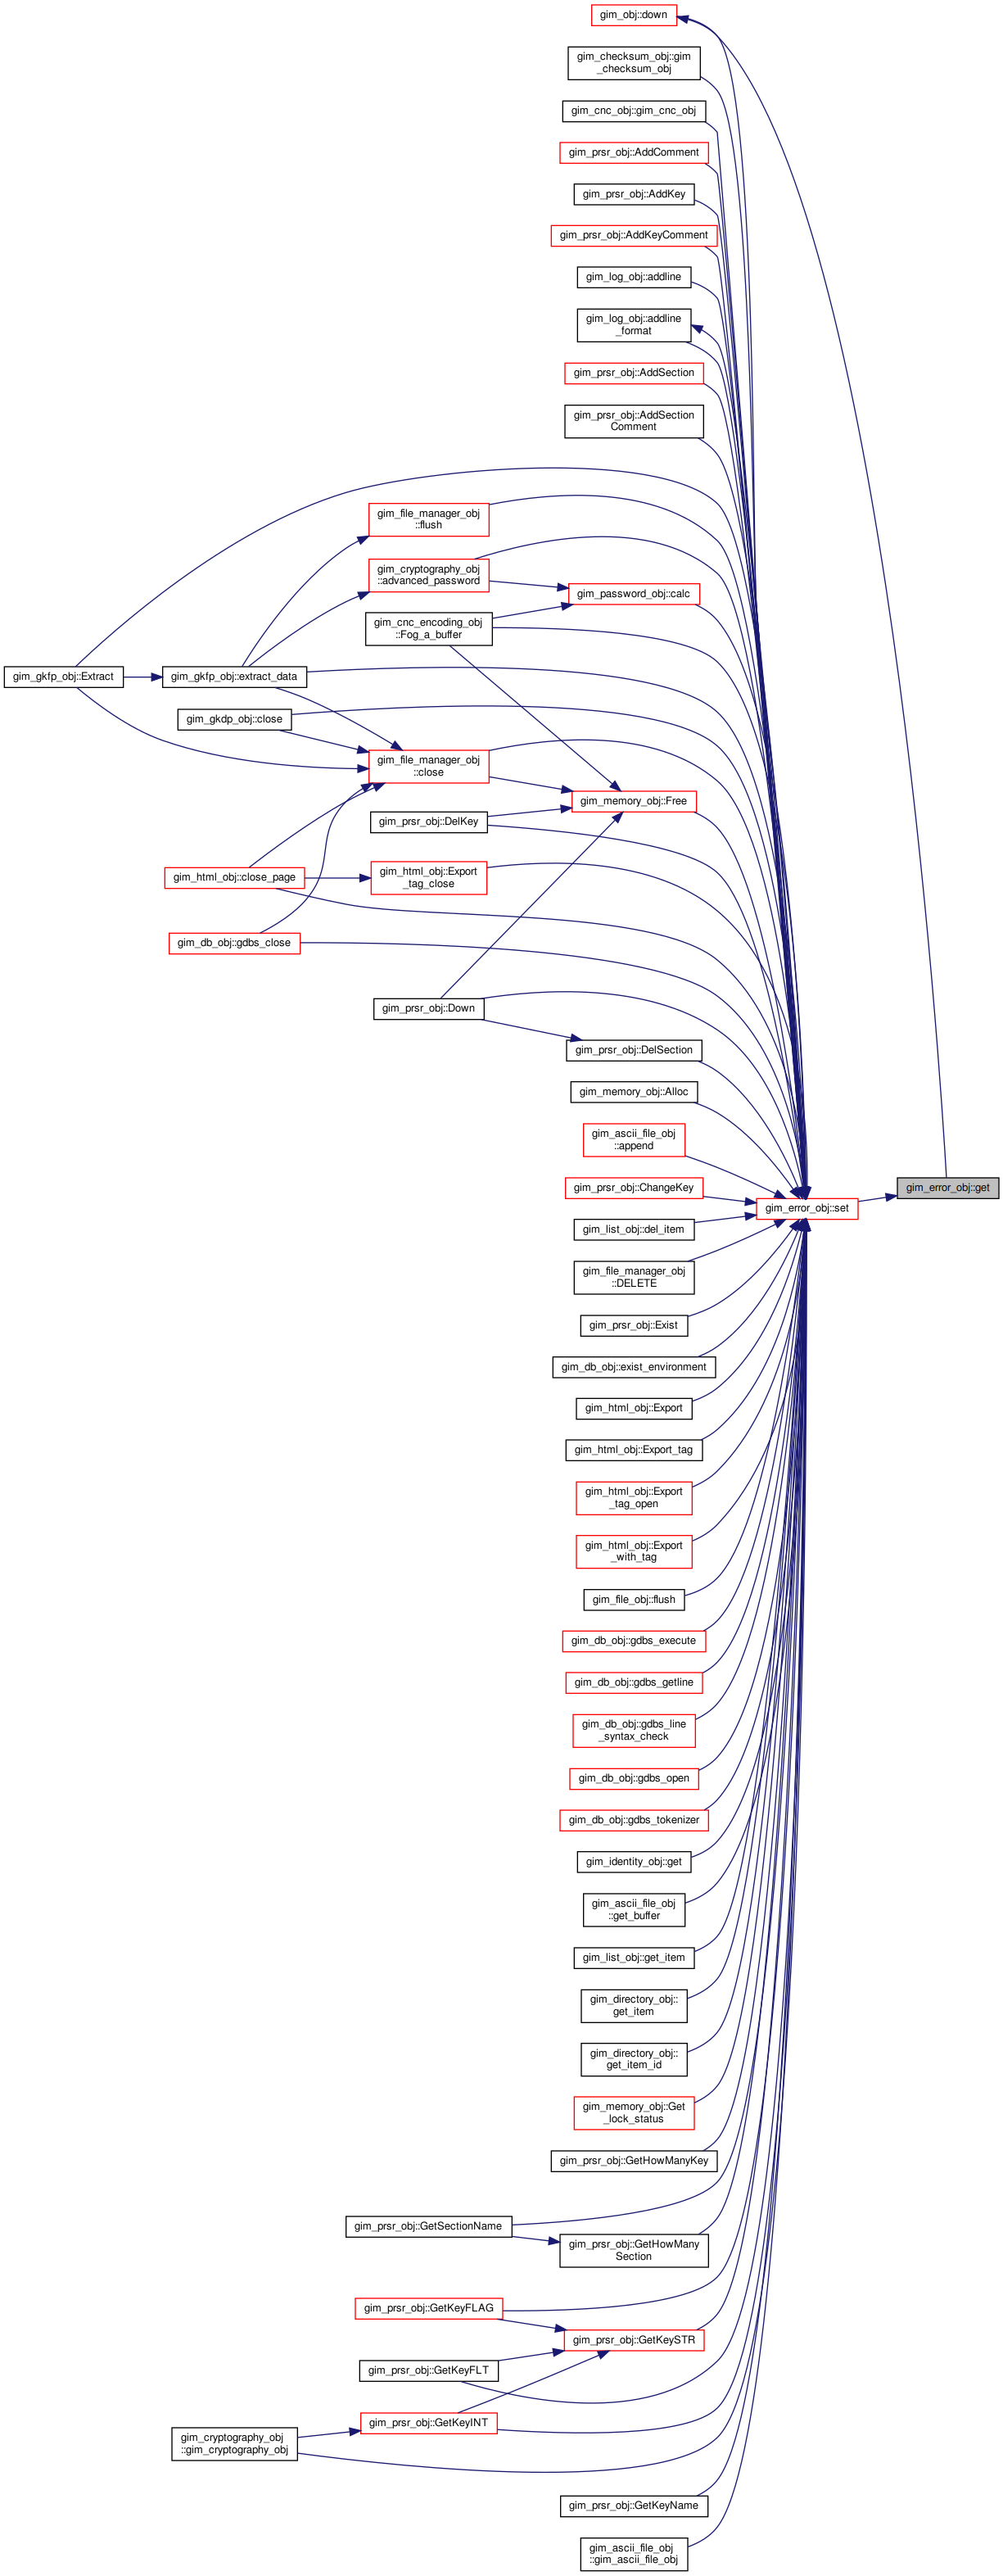 gim_obj::down
gim_checksum_obj::gim
_checksum_obj
gim_cnc_obj::gim_cnc_obj
gim_prsr_obj::AddComment
gim_prsr_obj::AddKey
gim_prsr_obj::AddKeyComment
gim_log_obj::addline
gim_log_obj::addline
_format
gim_prsr_obj::AddSection
gim_prsr_obj::AddSection
Comment
gim_file_manager_obj
::flush
gim_cryptography_obj
::advanced_password
gim_password_obj::calc
gim_cnc_encoding_obj
::Fog_a_buffer
gim_gkfp_obj::Extract
gim_gkfp_obj::extract_data
gim_gkdp_obj::close
gim_file_manager_obj
::close
gim_memory_obj::Free
gim_prsr_obj::DelKey
gim_html_obj::close_page
gim_html_obj::Export
_tag_close
gim_db_obj::gdbs_close
gim_prsr_obj::Down
gim_prsr_obj::DelSection
gim_memory_obj::Alloc
gim_ascii_file_obj
::append
gim_prsr_obj::ChangeKey
gim_error_obj::get
gim_error_obj::set
gim_list_obj::del_item
gim_file_manager_obj
::DELETE
gim_prsr_obj::Exist
gim_db_obj::exist_environment
gim_html_obj::Export
gim_html_obj::Export_tag
gim_html_obj::Export
_tag_open
gim_html_obj::Export
_with_tag
gim_file_obj::flush
gim_db_obj::gdbs_execute
gim_db_obj::gdbs_getline
gim_db_obj::gdbs_line
_syntax_check
gim_db_obj::gdbs_open
gim_db_obj::gdbs_tokenizer
gim_identity_obj::get
gim_ascii_file_obj
::get_buffer
gim_list_obj::get_item
gim_directory_obj::
get_item
gim_directory_obj::
get_item_id
gim_memory_obj::Get
_lock_status
gim_prsr_obj::GetHowManyKey
gim_prsr_obj::GetSectionName
gim_prsr_obj::GetHowMany
Section
gim_prsr_obj::GetKeyFLAG
gim_prsr_obj::GetKeySTR
gim_prsr_obj::GetKeyFLT
gim_prsr_obj::GetKeyINT
gim_cryptography_obj
::gim_cryptography_obj
gim_prsr_obj::GetKeyName
gim_ascii_file_obj
::gim_ascii_file_obj